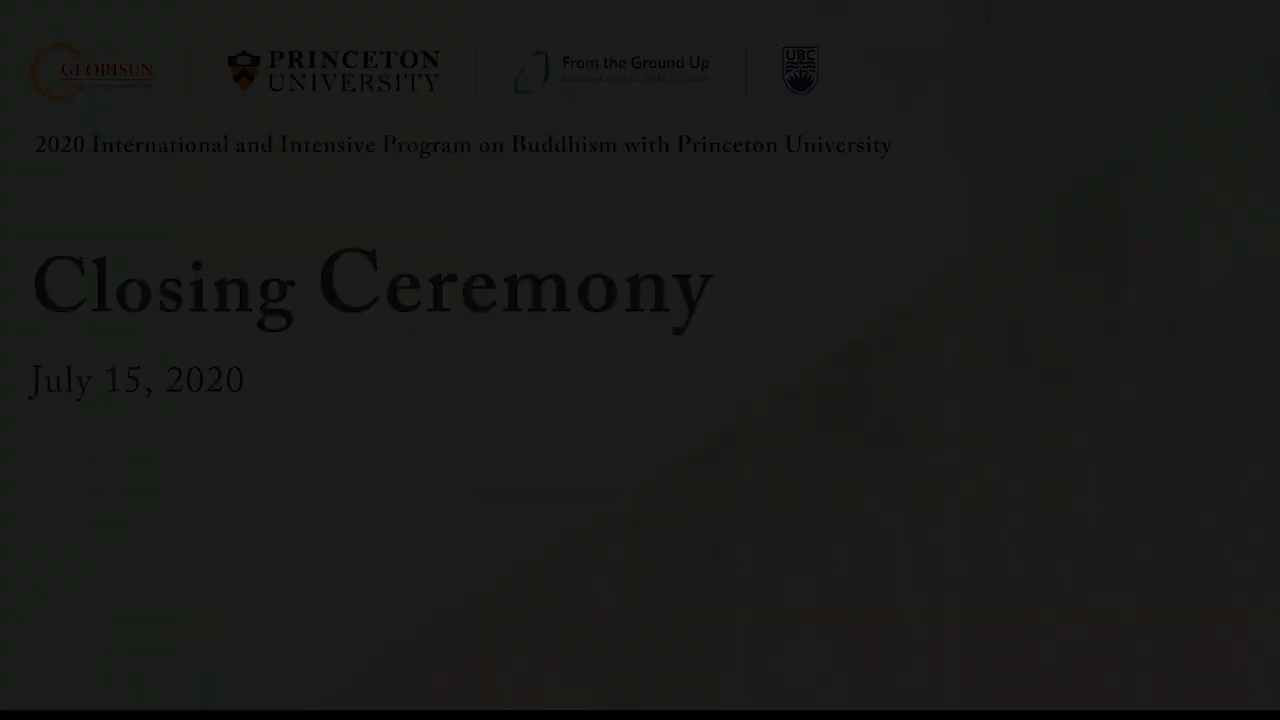 GLORISUN
PRINCETON
UNIVERSITY
From the Ground Up
UBC
2020 International and Intensive Program on Buddhism with Princeton University
Closing Ceremony
July 15, 2020